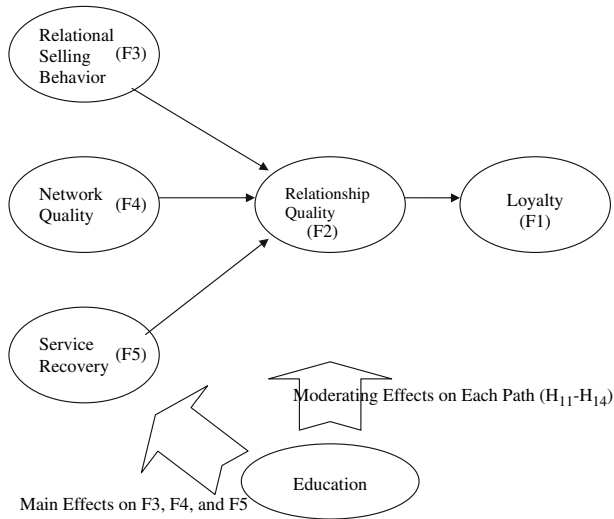 Relational (F3)
Selling
Behavior
Network (F4)
Quality
Relationship
Quality
(F2)
Loyalty
(F1)
Service (F5)
Recovery
Moderating Effects on Each Path (H11-H14)
Education
Main Effects on F3, F4, and F5